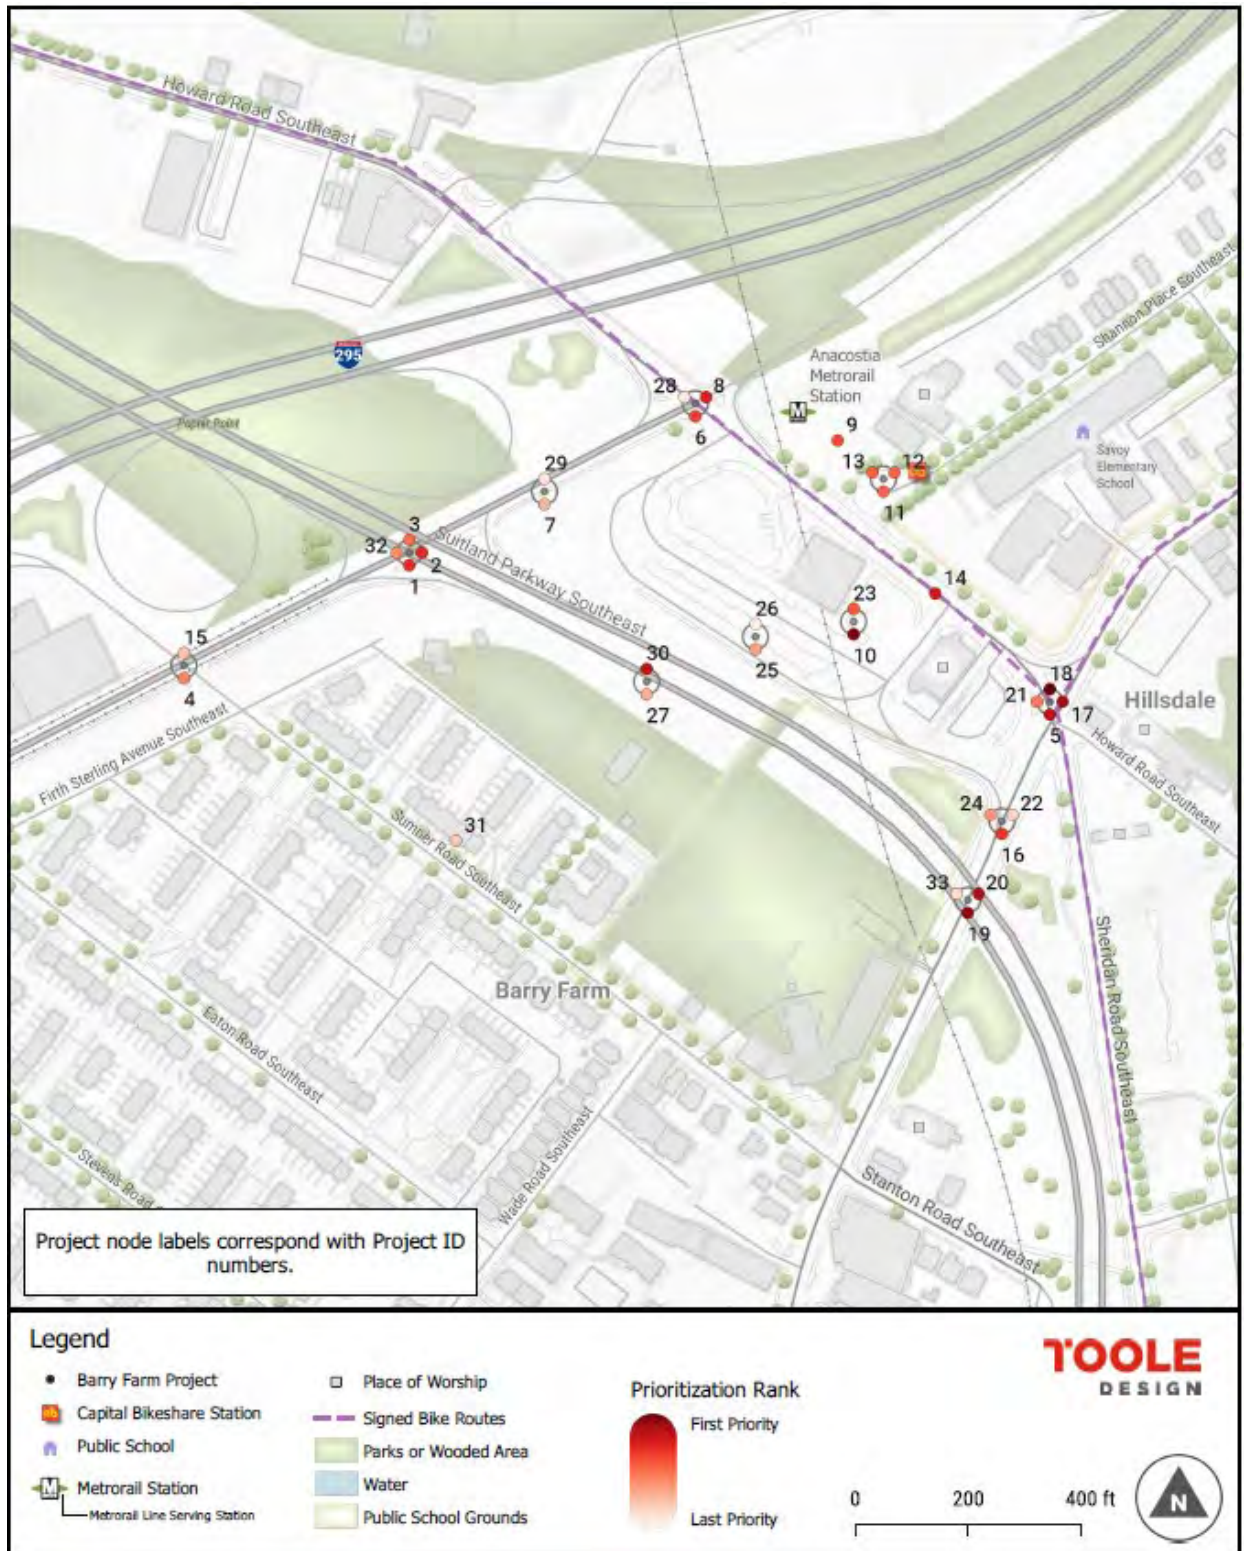 Howard Road Southeast
295
Poplar Point
Anacostia
Metrorail
Station
M
Shannon Place Southeast
Savoy
Elementary
School
28
8
6
9
13
12
11
29
7
3
32
2
1
Suitland Parkway Southeast
14
23
10
26
25
15
4
30
27
18
21
17
5
Hillsdale
Howard Road Southeast
Firth Sterling Avenue Southeast
24
22
16
31
Sumner Road Southeast
33
20
19
Sheridan Road Southeast
Barry Farm
Eaton Road Southeast
Wade Road Southeast
Stevens Road
Stanton Road Southeast
Project node labels correspond with Project ID
numbers.
Legend
Barry Farm Project
Capital Bikeshare Station
Public School
M Metrorail Station
Metrorail Line Serving Station
Place of Worship
Signed Bike Routes
Parks or Wooded Area
Water
Public School Grounds
Prioritization Rank
First Priority
Last Priority
TOOLE
DESIGN
0 200 400 ft
N